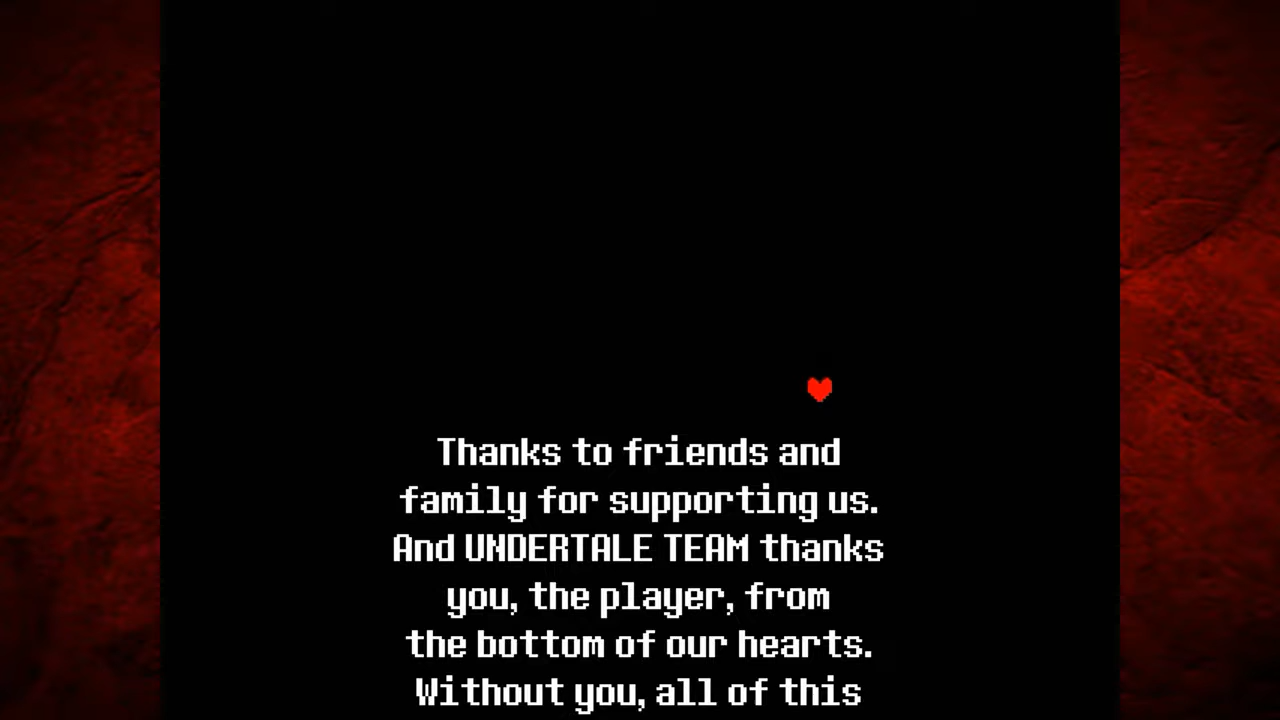 Thanks to friends and
family for supporting us.
And UNDERTALE TEAM thanks
you, the player, from
the bottom of our hearts.
Without you, all of this